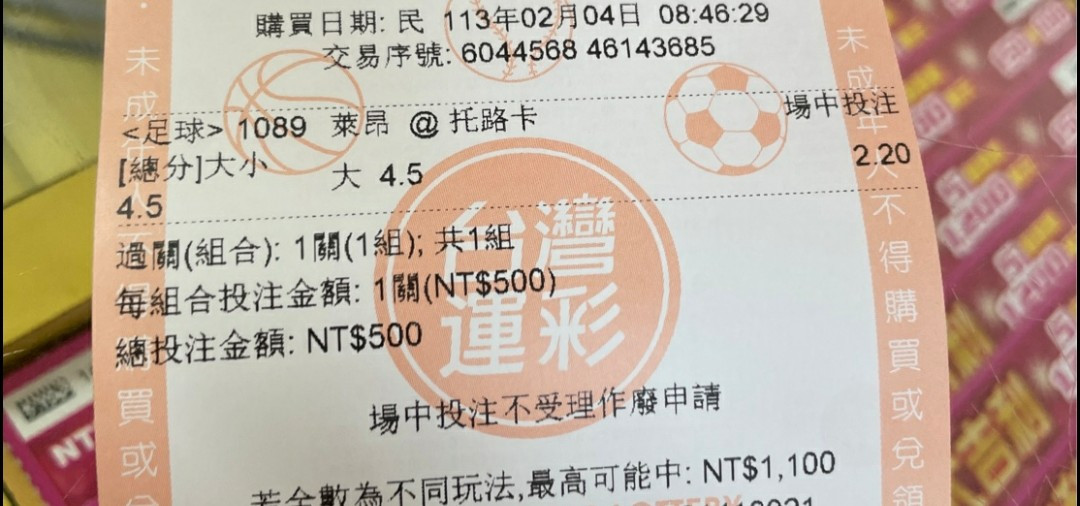 購買日期: 民 113年02月04日 08:46:29
交易序號: 6044568 46143685
<足球> 1089 萊昂 @ 托路卡 場中投注
[總分]大小 大 4.5 2.20
4.5
過關(組合): 1關(1組); 共1組
每組合投注金額: 1關(NT$500)
總投注金額: NT$500
場中投注不受理作廢申請
若全數為不同玩法,最高可能中: NT$1,100
台灣
運彩
未成
買或
未成年人不得購買或兌領
NT